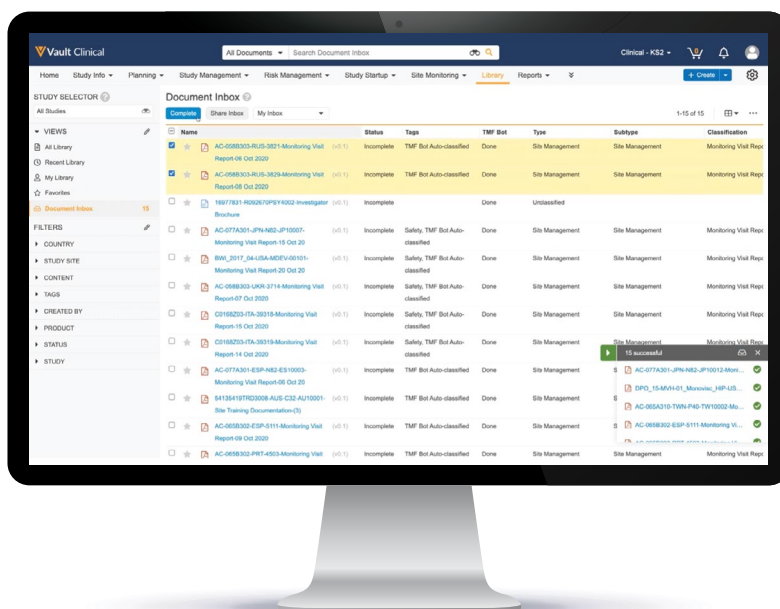 Vault Clinical
All Documents
Search Document Inbox
Clinical - KS2
Home Study Info Planning Study Management Risk Management Study Startup Site Monitoring Library Reports
+ Create
STUDY SELECTOR
All Studies
VIEWS
All Library
Recent Library
My Library
Favorites
Document Inbox 15
FILTERS
COUNTRY
STUDY SITE
CONTENT
TAGS
CREATED BY
PRODUCT
STATUS
STUDY
Document Inbox
Complete Share Inbox My Inbox 1-15 of 15
Name Status Tags TMF Bot Type Subtype Classification
AC-058B303-RUS-3821-Monitoring Visit (v0.1) Incomplete TMF Bot Auto-classified Done Site Management Site Management Monitoring Visit Repo
Report-06 Oct 2020
AC-058B303-RUS-3829-Monitoring Visit (v0.1) Incomplete TMF Bot Auto-classified Done Site Management Site Management Monitoring Visit Repo
Report-08 Oct 2020
16977831-R092670PSY4002-Investigator (v0.1) Incomplete Done Unclassified
Brochure
AC-077A301-JPN-N82-JP10007- (v0.1) Incomplete Safety, TMF Bot Auto- Done Site Management Site Management Monitoring Visit Repo
Monitoring Visit Report-15 Oct 20 classified
BWI_2017_04-USA-MDEV-00101- (v0.1) Incomplete Safety, TMF Bot Auto- Done Site Management Site Management Monitoring Visit Repo
Monitoring Visit Report-20 Oct 20 classified
AC-058B303-UKR-3714-Monitoring Visit (v0.1) Incomplete Safety, TMF Bot Auto- Done Site Management Site Management Monitoring Visit Repo
Report-07 Oct 2020 classified
C0168Z03-ITA-39318-Monitoring Visit (v0.1) Incomplete Safety, TMF Bot Auto- Done Site Management Site Management Monitoring Visit Repo
Report-15 Oct 2020 classified
C0168Z03-ITA-39319-Monitoring Visit (v0.1) Incomplete Safety, TMF Bot Auto- Done Site Management Site Management Monitoring Visit Repo
Report-14 Oct 2020 classified
AC-077A301-ESP-N82-ES10003- (v0.1) Incomplete TMF Bot Auto-classified Done Site Management
Monitoring Visit Report-06 Oct 20
54135419TRD3008-AUS-C32-AU10001- (v0.1) Incomplete TMF Bot Auto-classified Done Site Management
Site Training Documentation-(3)
AC-065B302-ESP-5111-Monitoring Visit (v0.1) Incomplete TMF Bot Auto-classified Done Site Management
Report-09 Oct 2020
AC-065B302-PRT-4503-Monitoring Visit (v0.1) Incomplete TMF Bot Auto-classified Done Site Management Site Management Monitoring Visit Repo
15 successful
AC-077A301-JPN-N82-JP10012-Moni...
DPO_15-MVH-01_Monovisc_HIP-US...
AC-065A310-TWN-P40-TW10002-Mo...
AC-065B302-ESP-5111-Monitoring Vi...